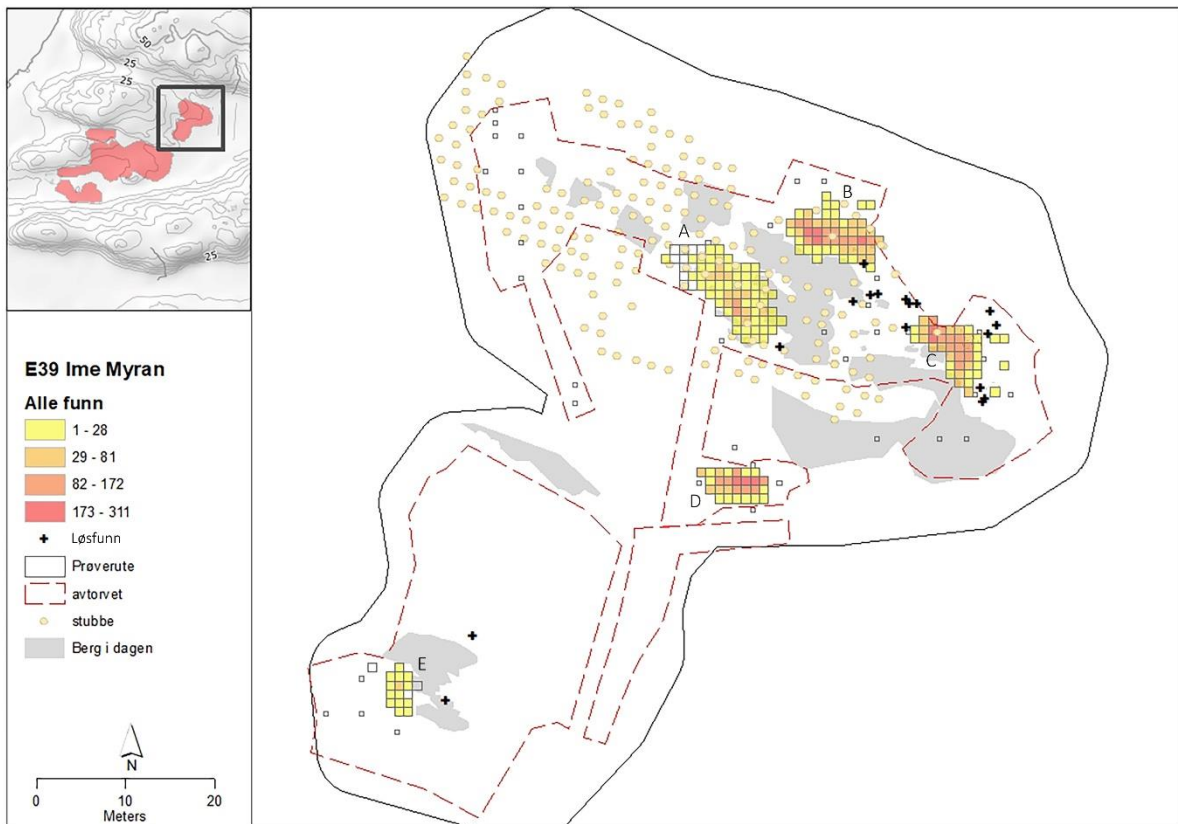 50
25
25
25
E39 Ime Myran
Alle funn
1 - 28
29 - 81
82 - 172
173 - 311
Løsfunn
Prøverute
avtorvet
stubbe
Berg i dagen
N
0 10 20
Meters
B
A
C
D
E